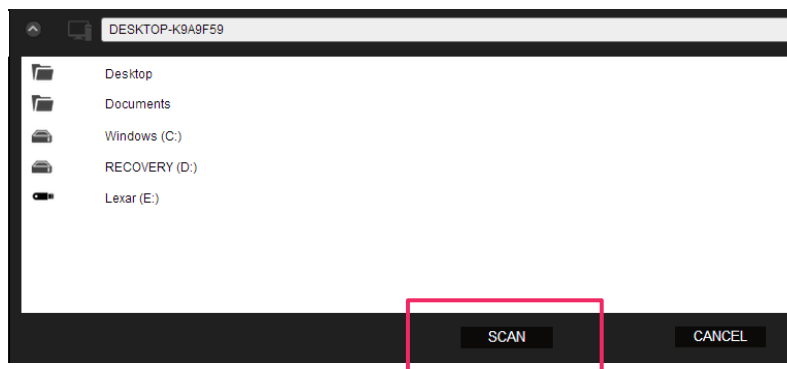 DESKTOP-K9A9F59
Desktop
Documents
Windows (C:)
RECOVERY (D:)
Lexar (E:)
SCAN CANCEL